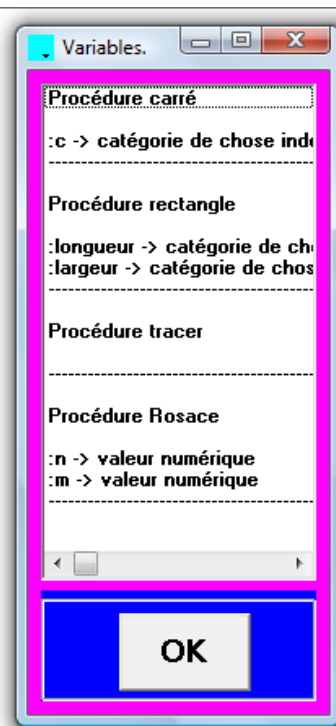 Variables.
Procédure carré
:c -> catégorie de chose indé
-------------------------------------------
Procédure rectangle
:longueur -> catégorie de ch
:largeur -> catégorie de chos
-------------------------------------------
Procédure tracer
-------------------------------------------
Procédure Rosace
:n -> valeur numérique
:m -> valeur numérique
-------------------------------------------
OK